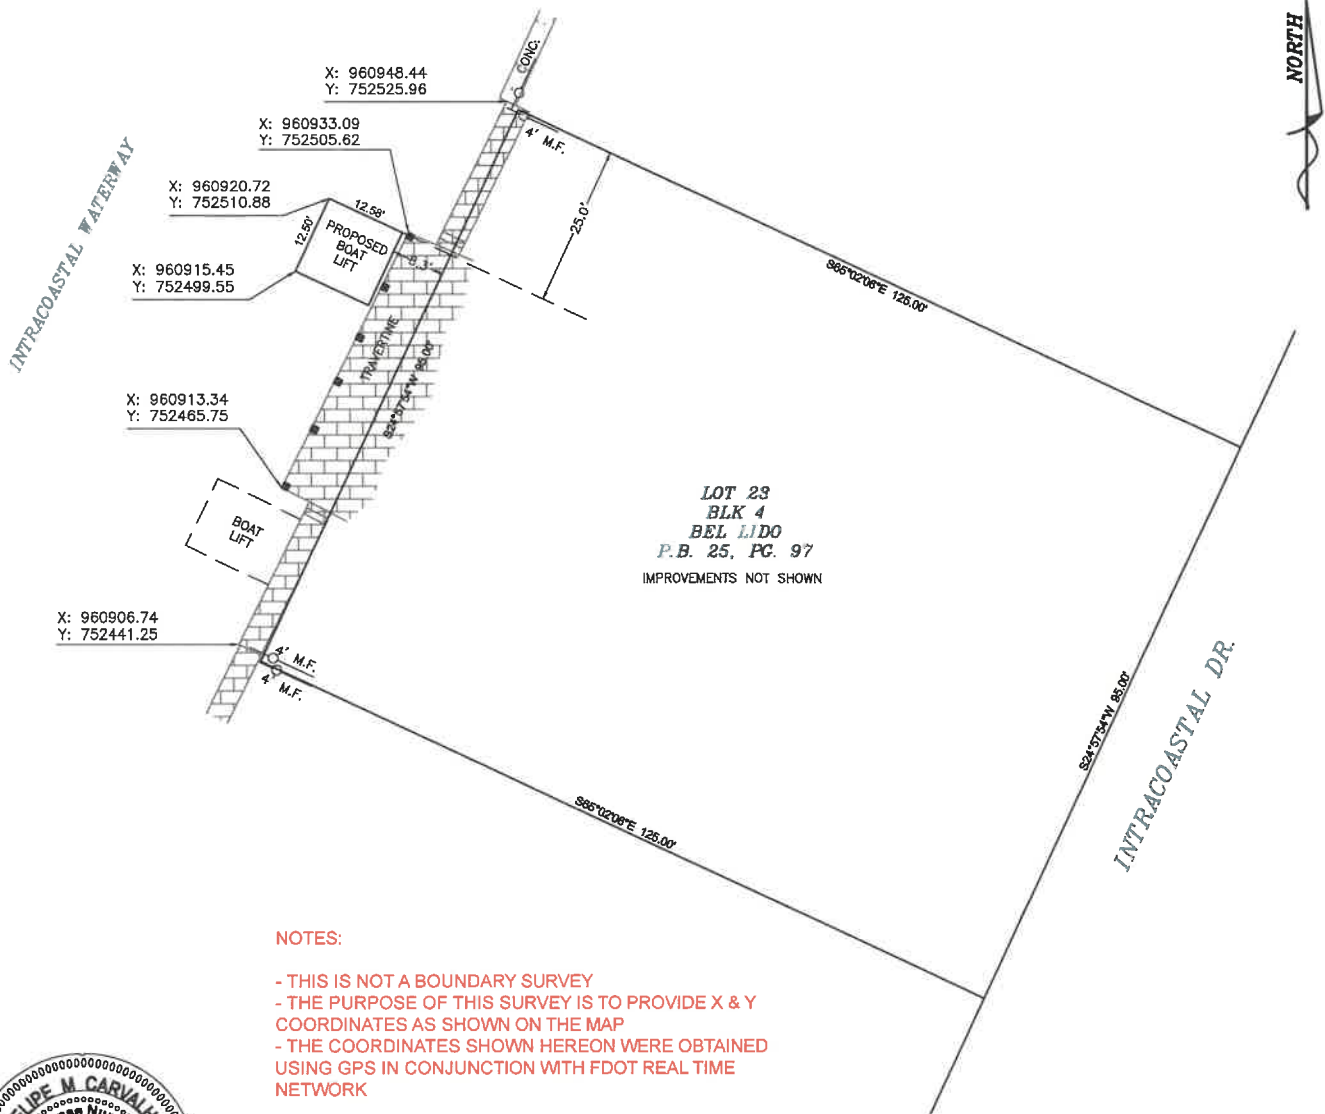 NORTH
CONC.
X: 960948.44
Y: 752525.96
4' M.F.
X: 960933.09
Y: 752505.62
X: 960920.72
Y: 752510.88
12.58'
12.50'
PROPOSED
BOAT
LIFT
25.0'
8.3'
X: 960915.45
Y: 752499.55
INTRACOASTAL WATERWAY
S65°02'06"E 125.00'
TRAVERTINE
S24°57'54"W 95.00'
X: 960913.34
Y: 752465.75
BOAT
LIFT
LOT 23
BLK 4
BEL LIDO
P.B. 25, PG. 97
IMPROVEMENTS NOT SHOWN
X: 960906.74
Y: 752441.25
4' M.F.
4' M.F.
S24°57'54"W 95.00'
INTRACOASTAL DR.
S65°02'06"E 125.00'
NOTES:
- THIS IS NOT A BOUNDARY SURVEY
- THE PURPOSE OF THIS SURVEY IS TO PROVIDE X & Y
COORDINATES AS SHOWN ON THE MAP
- THE COORDINATES SHOWN HEREON WERE OBTAINED
USING GPS IN CONJUNCTION WITH FDOT REAL TIME
NETWORK
M CARVALH